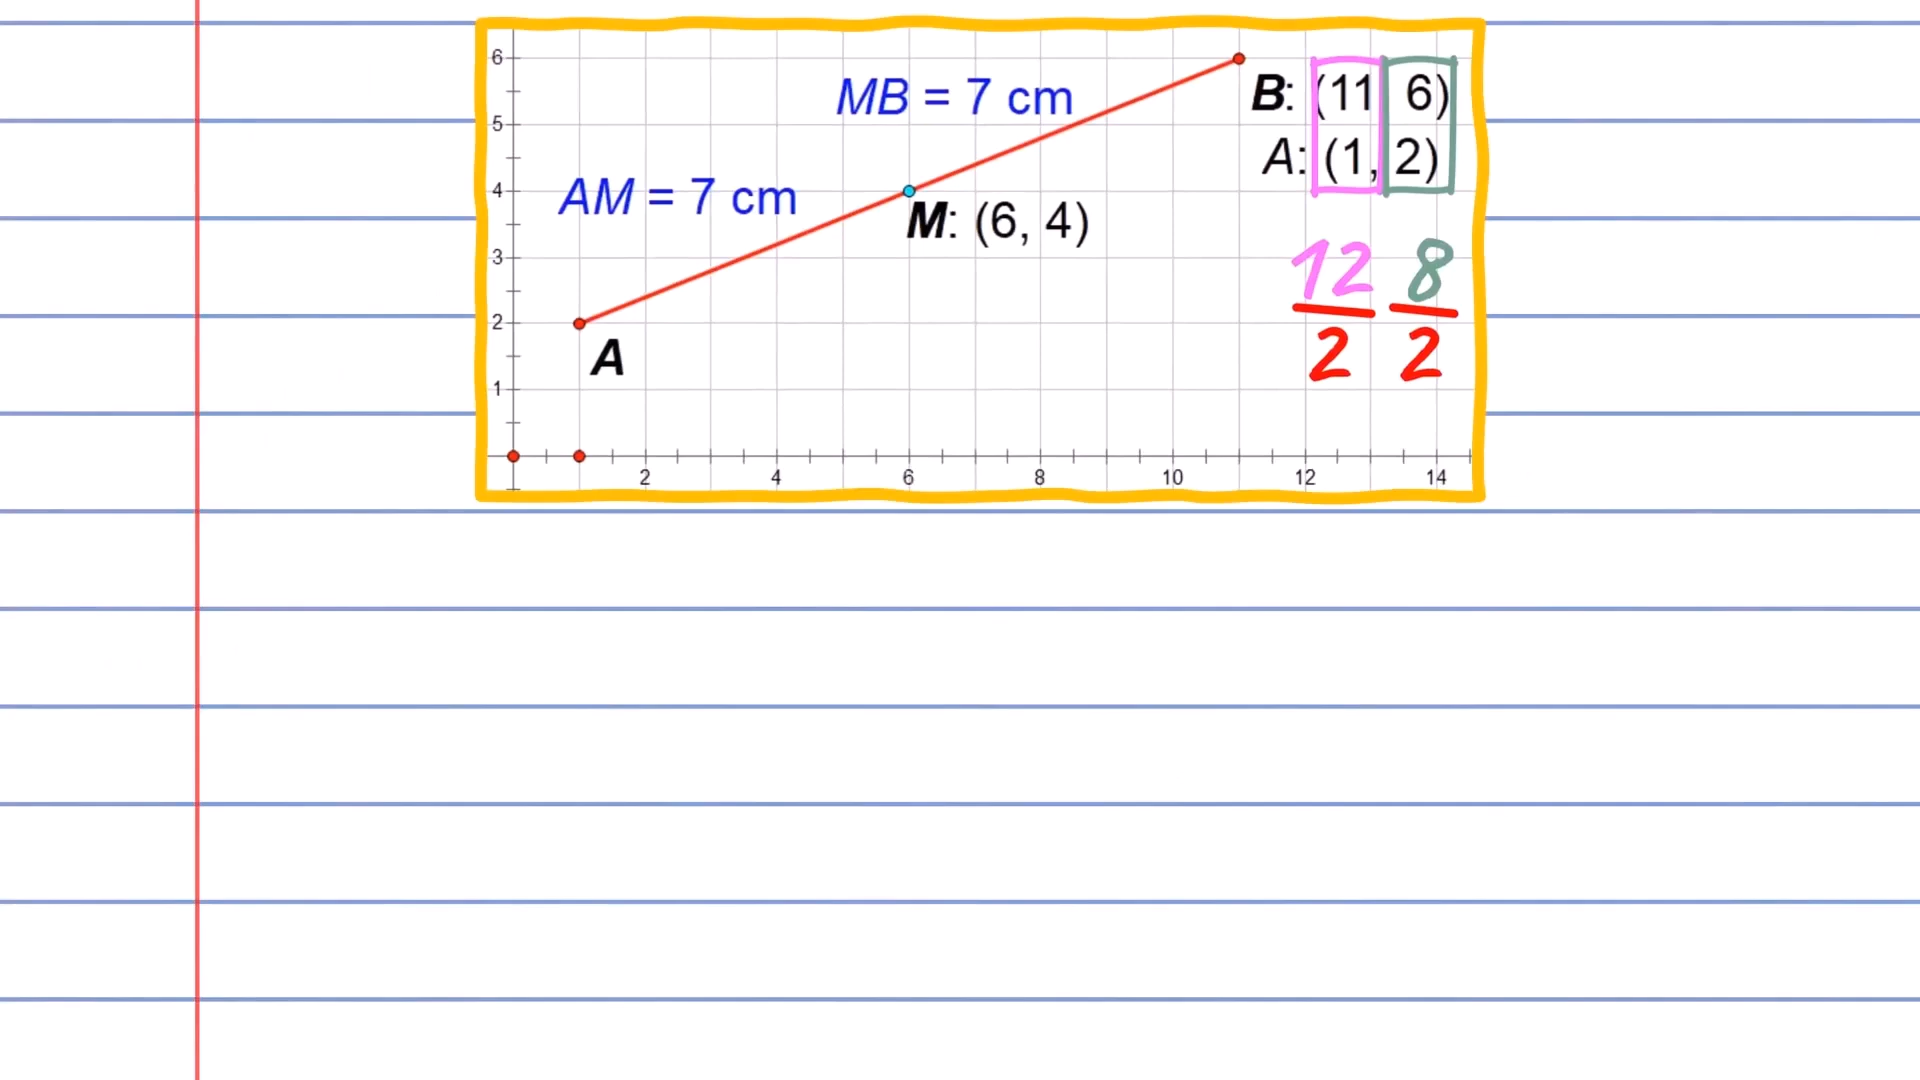 6
MB = 7 cm
B: (11 6)
5
A: (1, 2)
4
AM = 7 cm
M: (6, 4)
3
12 8
2
2 2
A
1
2 4 6 8 10 12 14